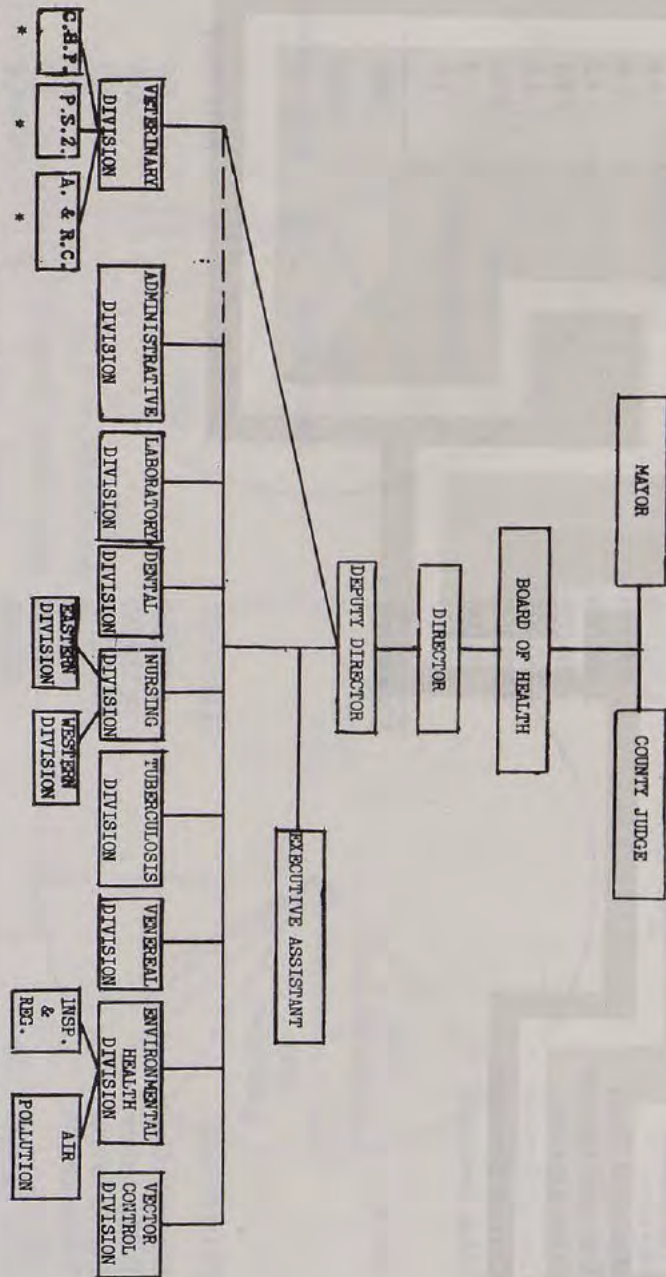 MAYOR
COUNTY JUDGE
BOARD OF HEALTH
DIRECTOR
DEPUTY DIRECTOR
EXECUTIVE ASSISTANT
VETERINARY
DIVISION
ADMINISTRATIVE
DIVISION
LABORATORY
DIVISION
DENTAL
DIVISION
NURSING
DIVISION
TUBERCULOSIS
DIVISION
VENEREAL
DIVISION
ENVIRONMENTAL
HEALTH
DIVISION
VECTOR
CONTROL
DIVISION
C.H.P.
P.S.2.
A. & R.C.
*
*
*
EASTERN
DIVISION
WESTERN
DIVISION
INSP.
&
REG.
AIR
POLLUTION